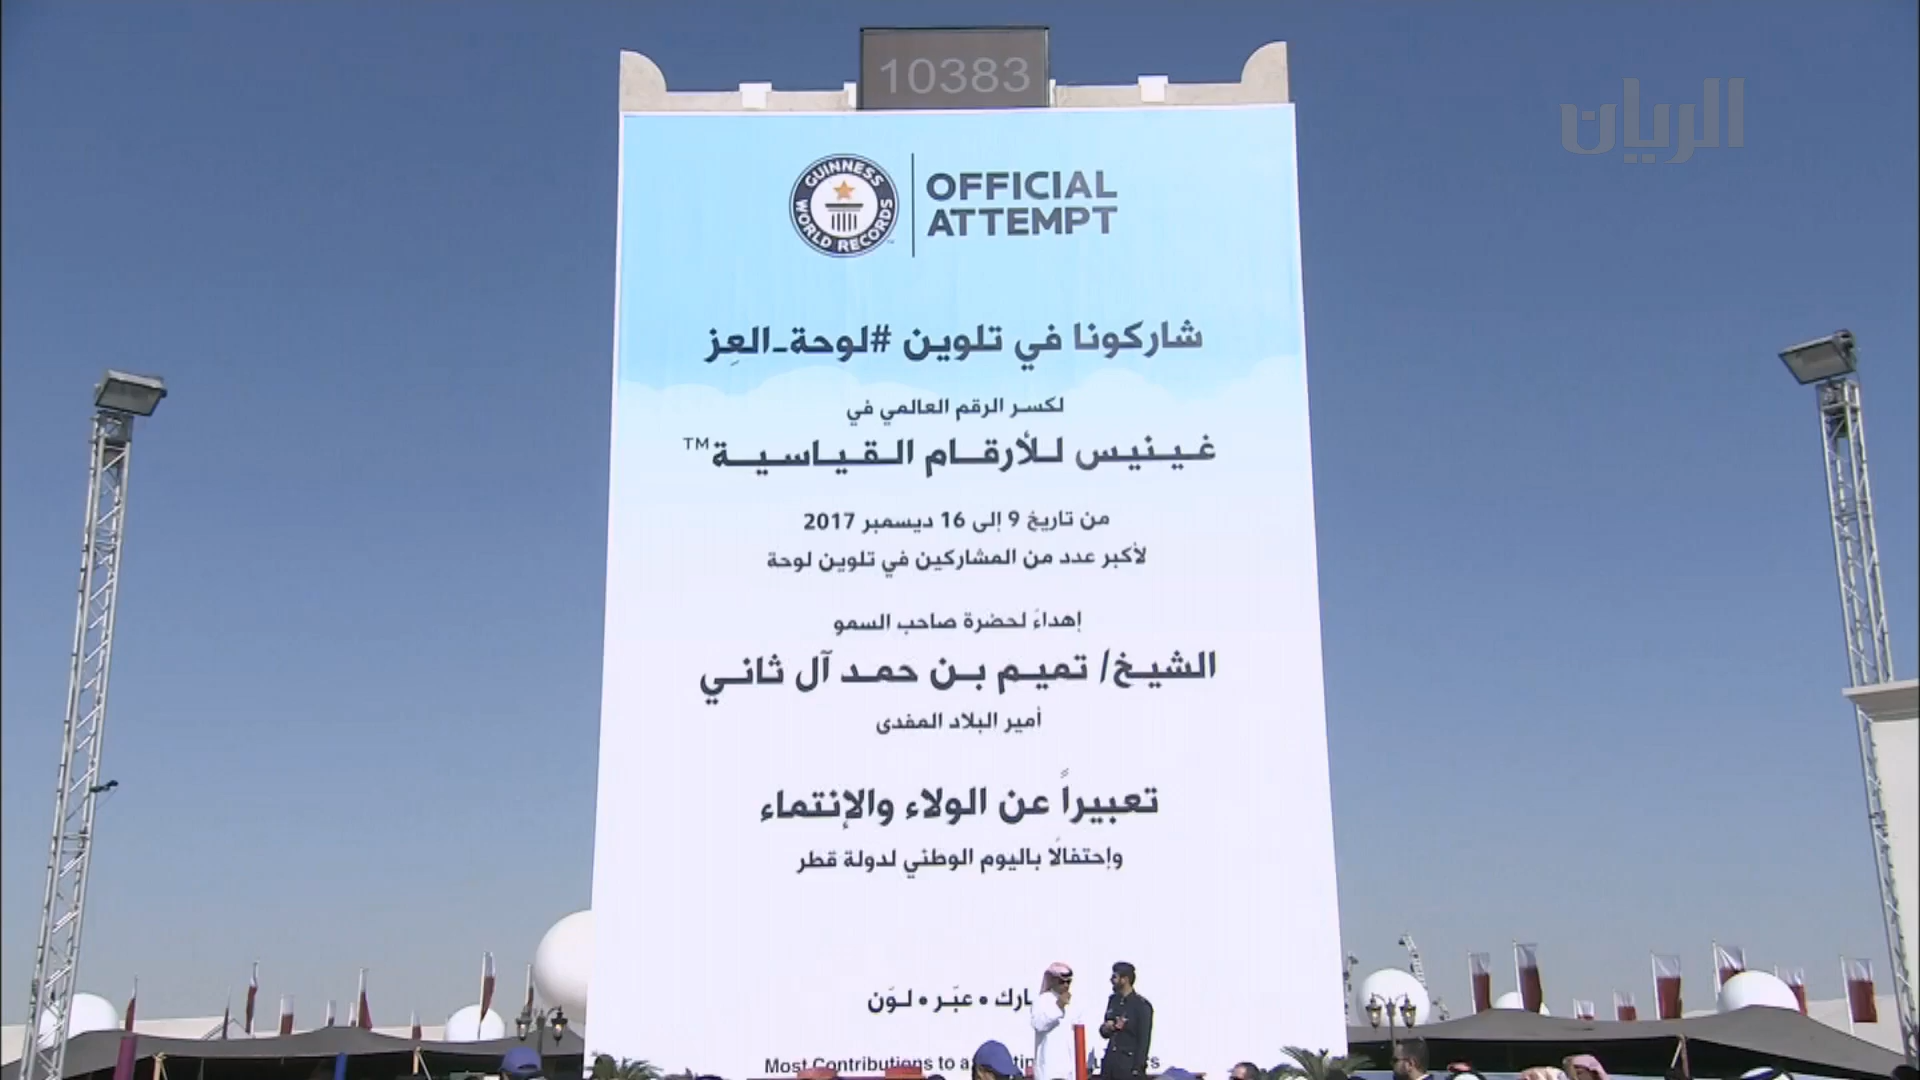 10383
الريان
GUINNESS WORLD RECORDS
OFFICIAL
ATTEMPT
شاركونا في تلوين #لوحة_العِز
لكسر الرقم العالمي في
غينيس للأرقام القياسية™
من تاريخ 9 إلى 16 ديسمبر 2017
لأكبر عدد من المشاركين في تلوين لوحة
إهداءً لحضرة صاحب السمو
الشيخ/ تميم بن حمد آل ثاني
أمير البلاد المفدى
تعبيراً عن الولاء والإنتماء
وإحتفالًا باليوم الوطني لدولة قطر
• عبّر • لوّن
Most Contributions to a